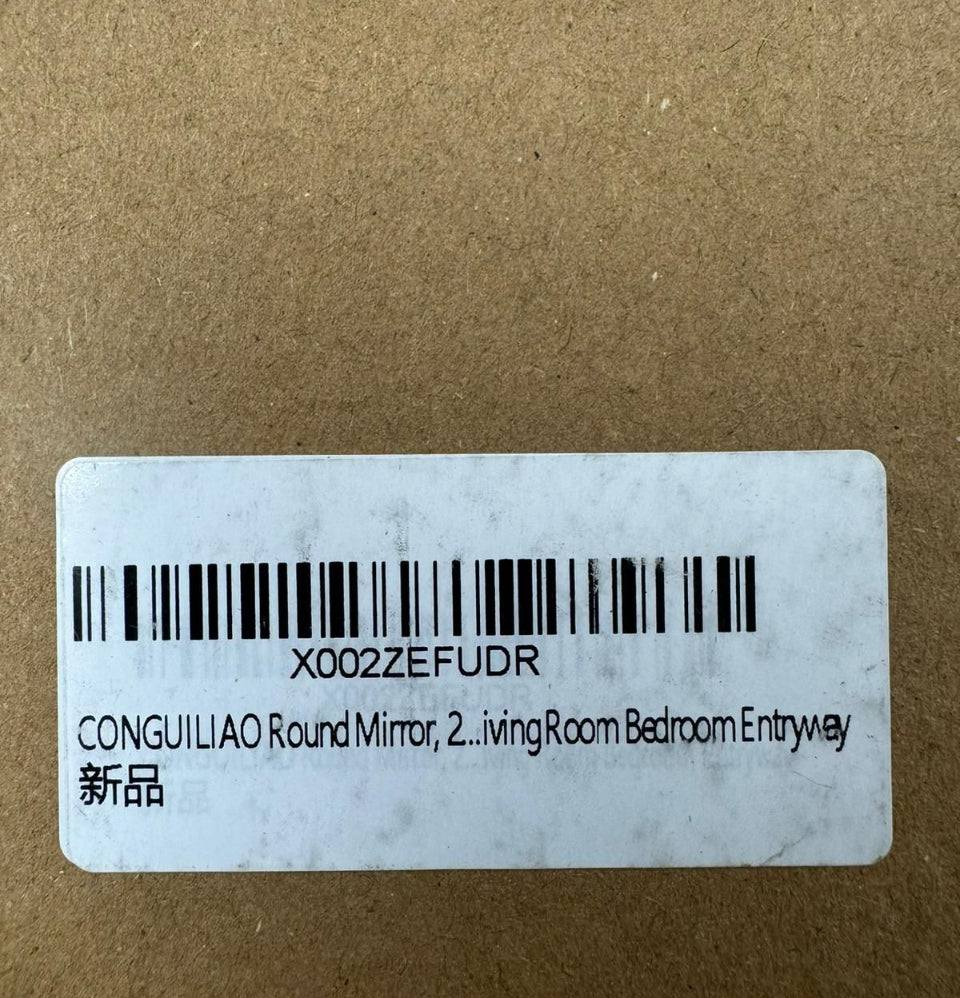 X002ZEFUDR
CONGUILIAO Round Mirror, 2...iving Room Bedroom Entryway
新品